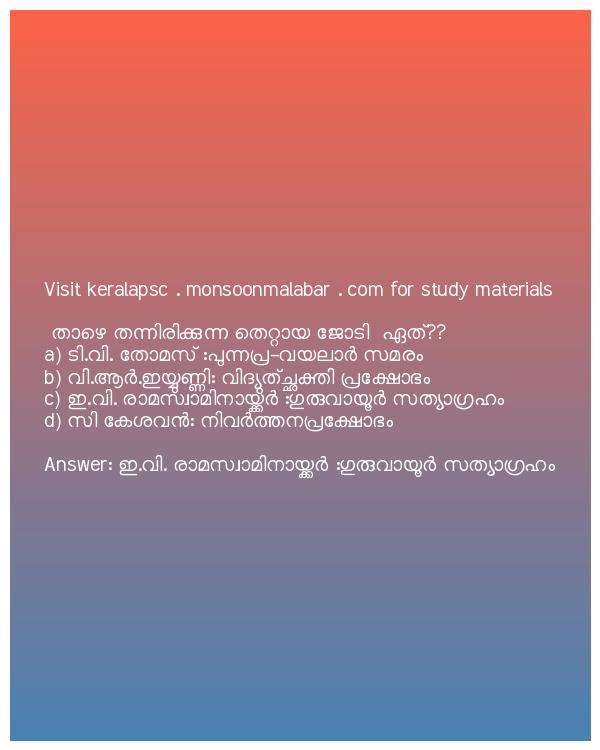 Visit keralapsc . monsoonmalabar . com for study materials
താഴെ തന്നിരിക്കുന്ന തെറ്റായ ജോടി ഏത്??
a) ടി.വി. തോമസ് :പുന്നപ്ര-വയലാർ സമരം
b) വി.ആർ.ഇയ്യുണ്ണി: വിദ്യുത്ച്ഛക്തി പ്രക്ഷോഭം
c) ഇ.വി. രാമസ്വാമിനായ്ക്കർ :ഗുരുവായൂർ സത്യാഗ്രഹം
d) സി കേശവൻ: നിവർത്തനപ്രക്ഷോഭം
Answer: ഇ.വി. രാമസ്വാമിനായ്ക്കർ :ഗുരുവായൂർ സത്യാഗ്രഹം